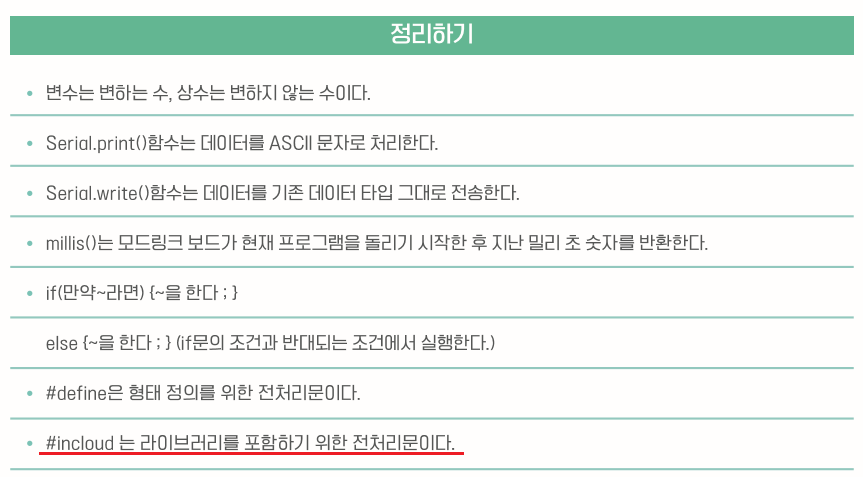 정리하기
• 변수는 변하는 수, 상수는 변하지 않는 수이다.
• Serial.print()함수는 데이터를 ASCII 문자로 처리한다.
• Serial.write()함수는 데이터를 기존 데이터 타입 그대로 전송한다.
• millis()는 모드링크 보드가 현재 프로그램을 돌리기 시작한 후 지난 밀리 초 숫자를 반환한다.
• if(만약~라면) {~을 한다 ; }
else {~을 한다 ; } (if문의 조건과 반대되는 조건에서 실행한다.)
• #define은 형태 정의를 위한 전처리문이다.
• #incloud 는 라이브러리를 포함하기 위한 전처리문이다.